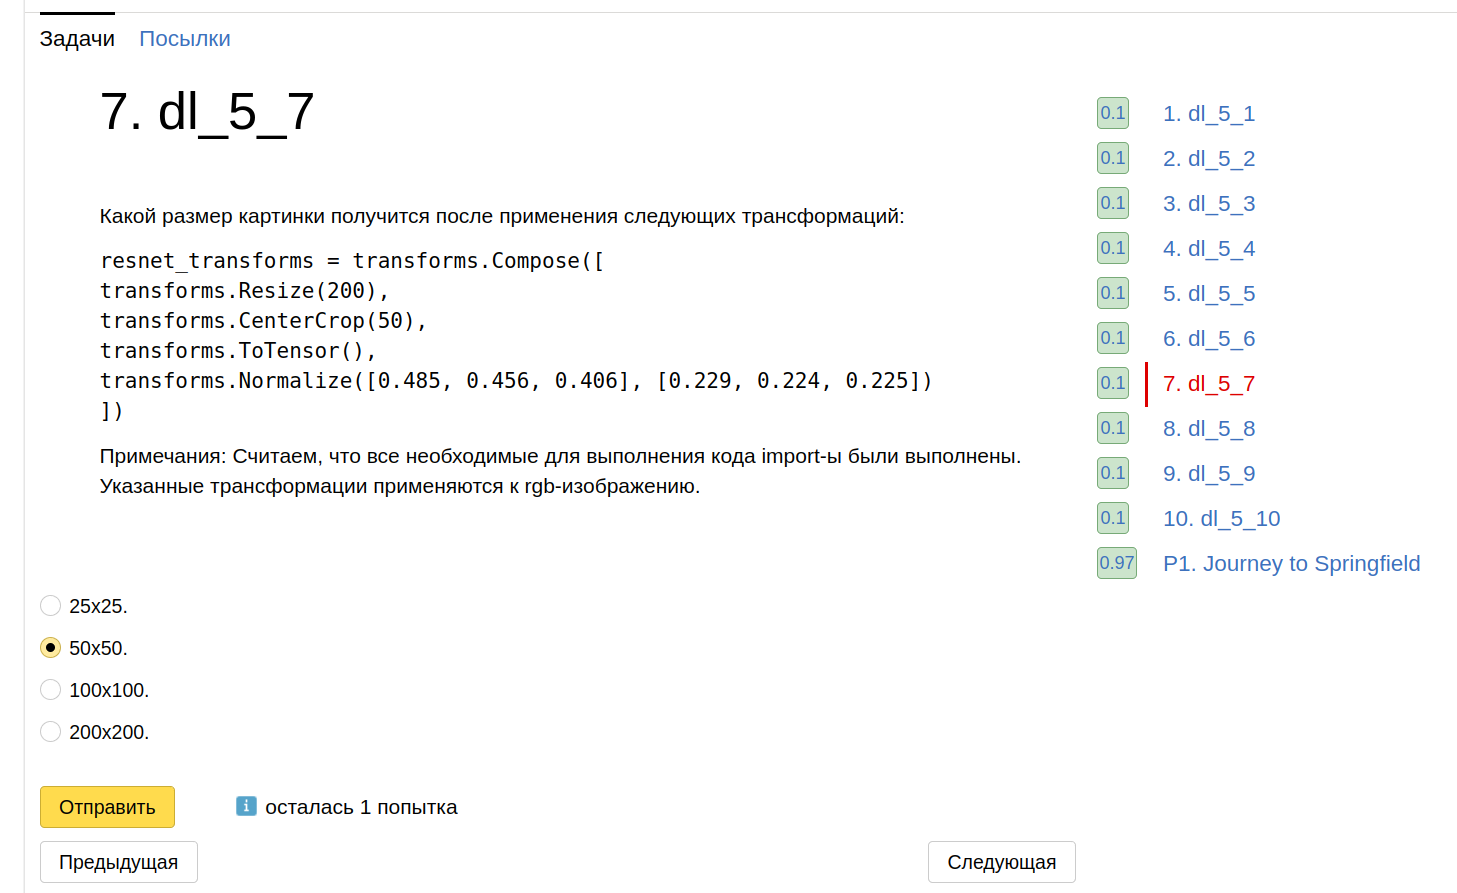 Задачи Посылки
7. dl_5_7
Какой размер картинки получится после применения следующих трансформаций:
resnet_transforms = transforms.Compose([
transforms.Resize(200),
transforms.CenterCrop(50),
transforms.ToTensor(),
transforms.Normalize([0.485, 0.456, 0.406], [0.229, 0.224, 0.225])
])
Примечания: Считаем, что все необходимые для выполнения кода import-ы были выполнены.
Указанные трансформации применяются к rgb-изображению.
25x25.
50x50.
100x100.
200x200.
Отправить
i осталась 1 попытка
Предыдущая
Следующая
0.1 1. dl_5_1
0.1 2. dl_5_2
0.1 3. dl_5_3
0.1 4. dl_5_4
0.1 5. dl_5_5
0.1 6. dl_5_6
0.1 7. dl_5_7
0.1 8. dl_5_8
0.1 9. dl_5_9
0.1 10. dl_5_10
0.97 P1. Journey to Springfield